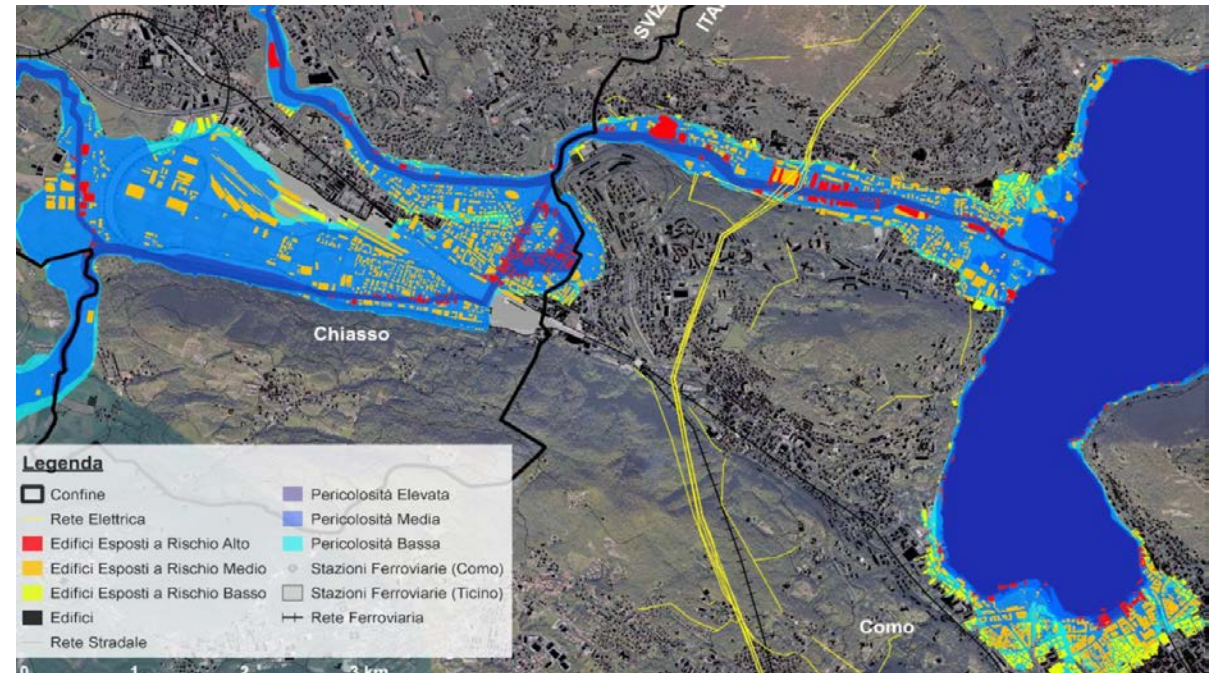 SVIZ
ITAL
Chiasso
Como
Legenda
Confine
Rete Elettrica
Edifici Esposti a Rischio Alto
Edifici Esposti a Rischio Medio
Edifici Esposti a Rischio Basso
Edifici
Rete Stradale
Pericolosità Elevata
Pericolosità Media
Pericolosità Bassa
Stazioni Ferroviarie (Como)
Stazioni Ferroviarie (Ticino)
Rete Ferroviaria
0 1 2 3 km